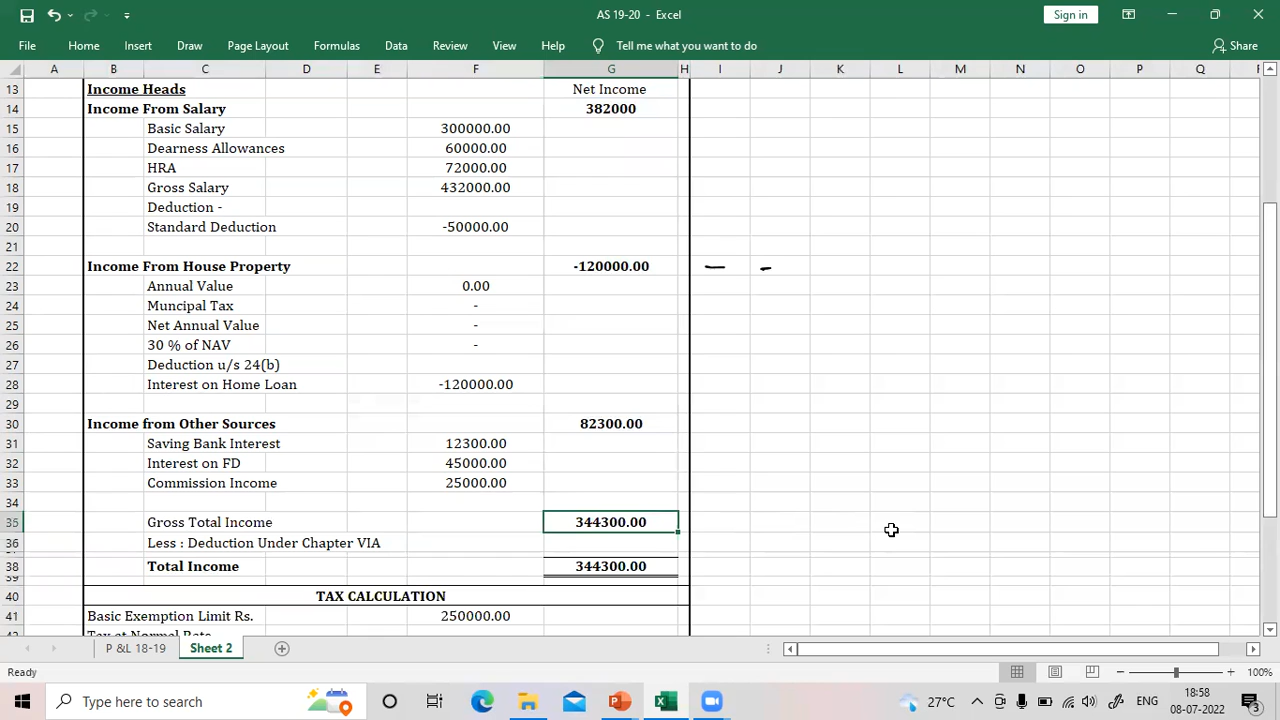 AS 19-20 - Excel
Sign in
File Home Insert Draw Page Layout Formulas Data Review View Help Tell me what you want to do Share
A B C D E F G H I J K L M N O P Q
13 Income Heads Net Income
14 Income From Salary 382000
15 Basic Salary 300000.00
16 Dearness Allowances 60000.00
17 HRA 72000.00
18 Gross Salary 432000.00
19 Deduction -
20 Standard Deduction -50000.00
21
22 Income From House Property -120000.00
23 Annual Value 0.00
24 Muncipal Tax -
25 Net Annual Value -
26 30 % of NAV -
27 Deduction u/s 24(b)
28 Interest on Home Loan -120000.00
29
30 Income from Other Sources 82300.00
31 Saving Bank Interest 12300.00
32 Interest on FD 45000.00
33 Commission Income 25000.00
34
35 Gross Total Income 344300.00
36 Less : Deduction Under Chapter VIA
38 Total Income 344300.00
39
40 TAX CALCULATION
41 Basic Exemption Limit Rs. 250000.00
42 Tax at Normal Rate
P &L 18-19 Sheet 2
Ready 100%
Type here to search 27°C ENG 18:58
08-07-2022 3